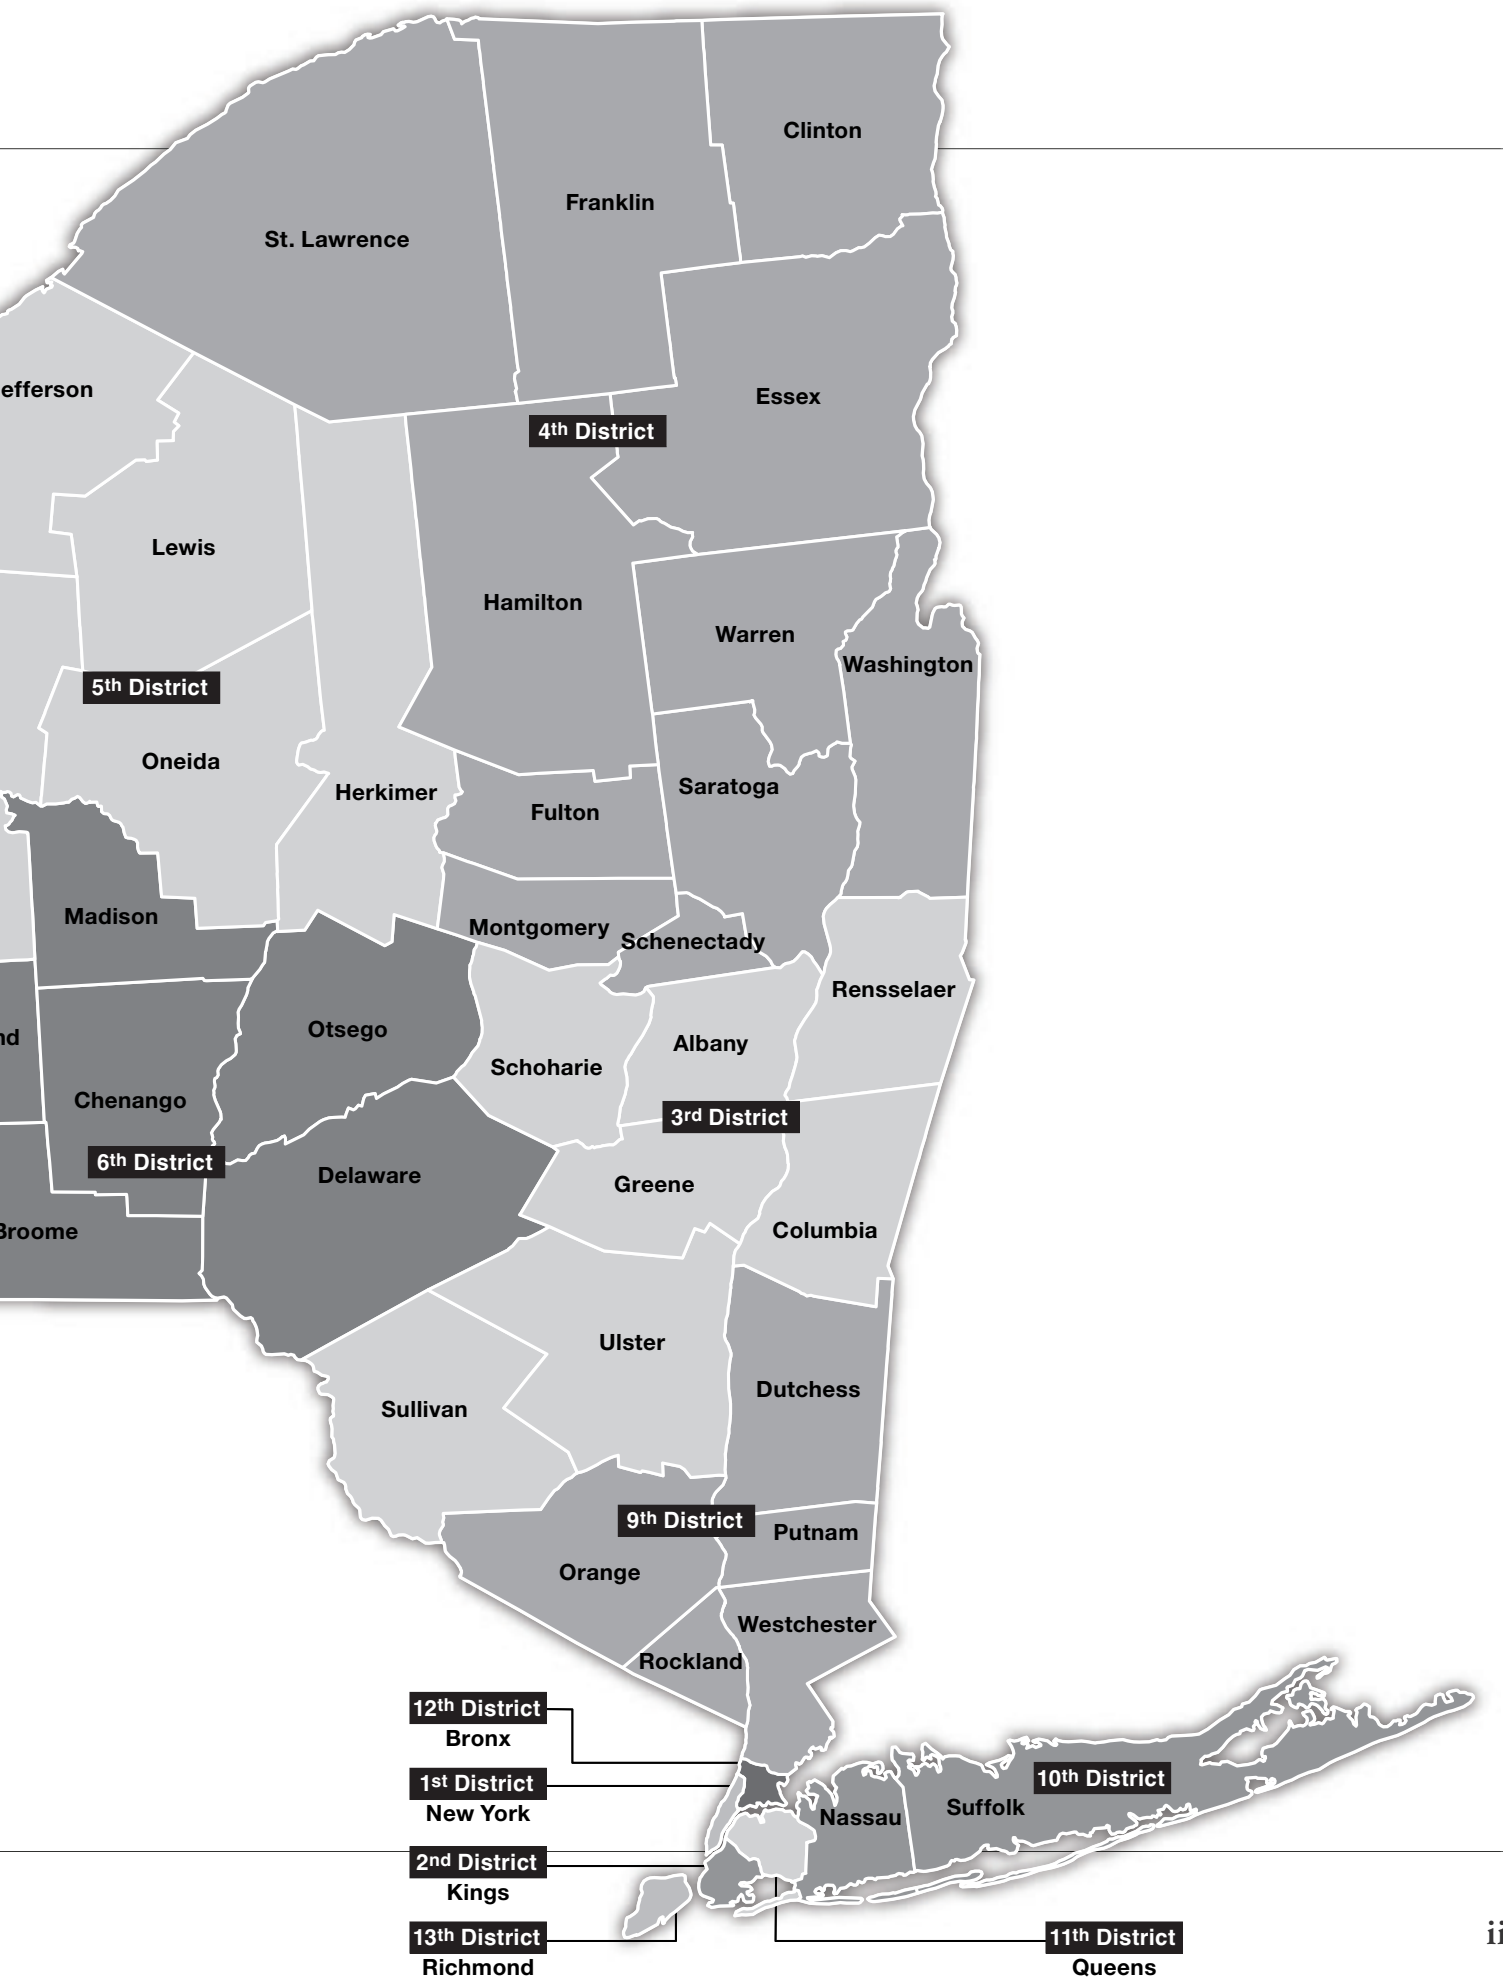 Clinton
Franklin
St. Lawrence
efferson
Essex
4th District
Lewis
Hamilton
Warren
Washington
5th District
Oneida
Saratoga
Herkimer
Fulton
Madison
Montgomery
Schenectady
Rensselaer
Otsego
nd
Albany
Schoharie
Chenango
3rd District
6th District
Delaware
Greene
Broome
Columbia
Ulster
Dutchess
Sullivan
9th District
Putnam
Orange
Westchester
Rockland
12th District
Bronx
10th District
1st District
Suffolk
New York
Nassau
2nd District
Kings
13th District
11th District
ii
Richmond
Queens